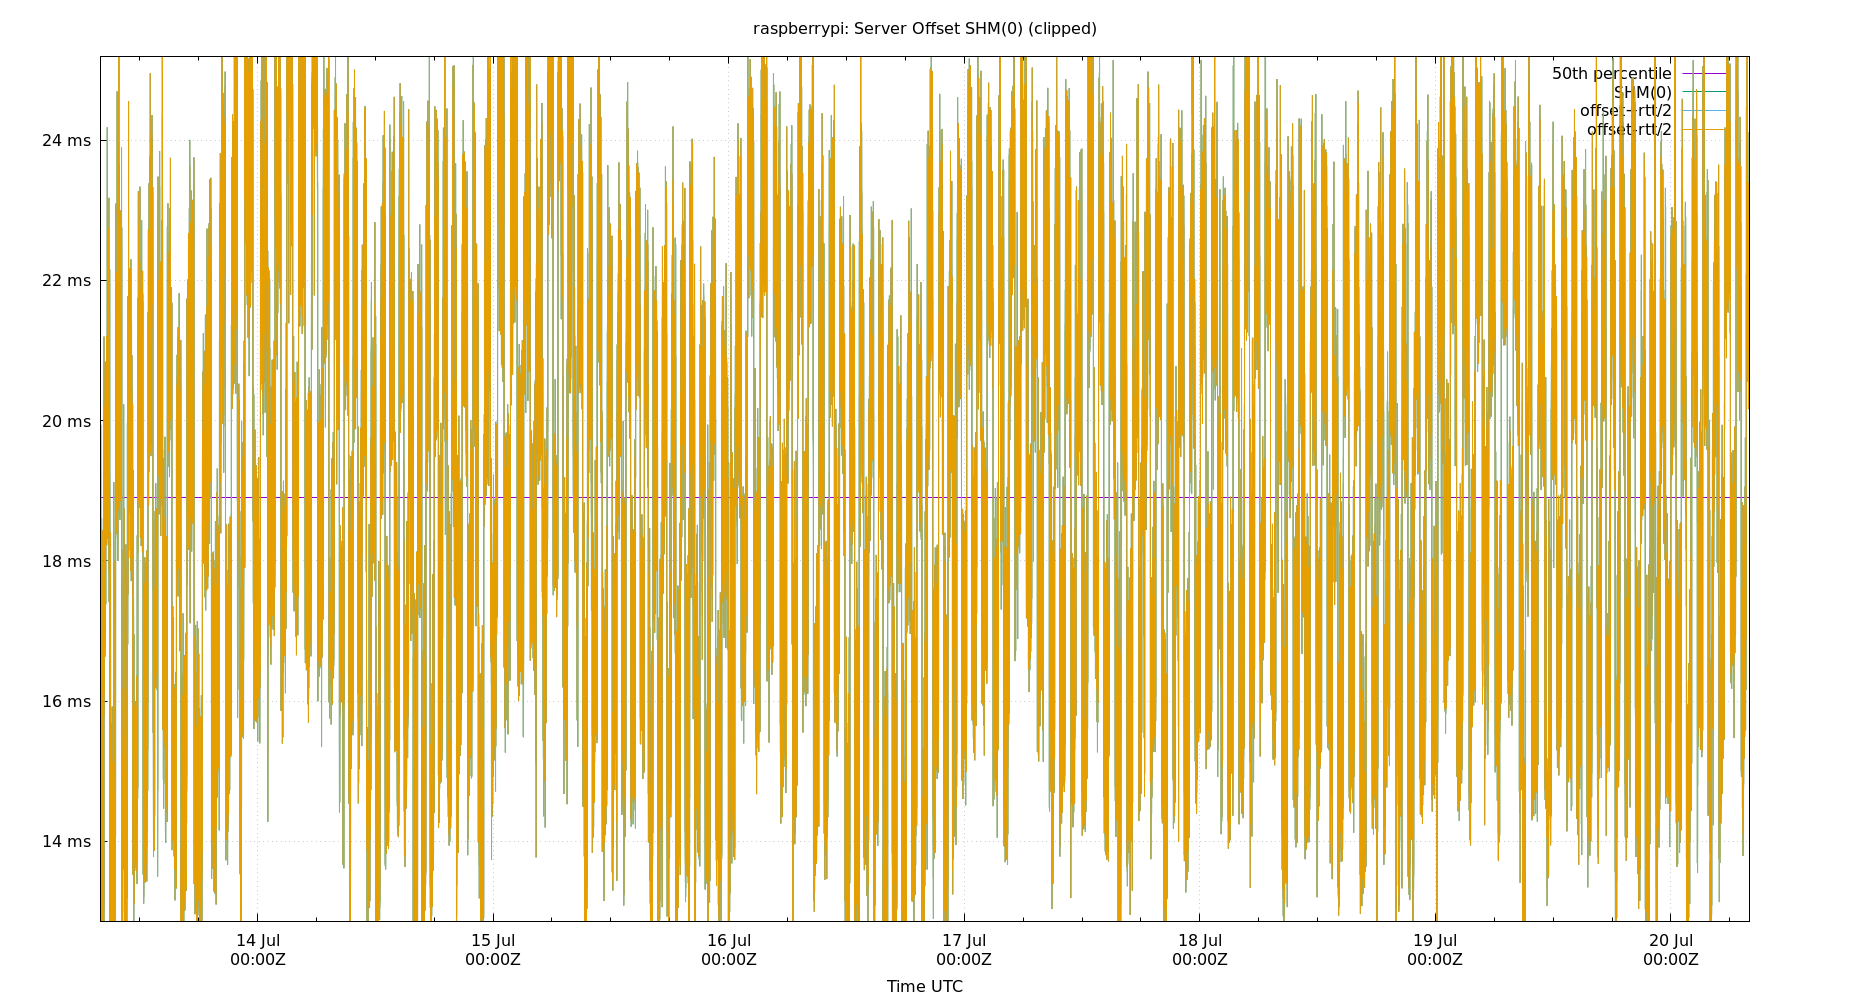 raspberrypi: Server Offset SHM(0) (clipped)
50th percentile
SHM(0)
offset+rtt/2
offset-rtt/2
24 ms
22 ms
20 ms
18 ms
16 ms
14 ms
14 Jul
00:00Z
15 Jul
00:00Z
16 Jul
00:00Z
17 Jul
00:00Z
18 Jul
00:00Z
19 Jul
00:00Z
20 Jul
00:00Z
Time UTC